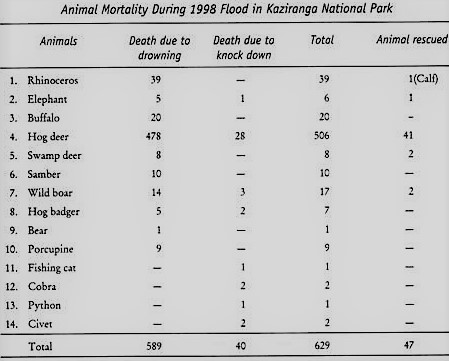 Animal Mortality During 1998 Flood in Kaziranga National Park
Animals Death due to drowning Death due to knock down Total Animal rescued
1. Rhinoceros 39 — 39 1(Calf)
2. Elephant 5 1 6 1
3. Buffalo 20 — 20 -
4. Hog deer 478 28 506 41
5. Swamp deer 8 — 8 2
6. Samber 10 — 10 —
7. Wild boar 14 3 17 2
8. Hog badger 5 2 7 —
9. Bear 1 — 1 —
10. Porcupine 9 — 9 —
11. Fishing cat — 1 1 —
12. Cobra — 2 2 —
13. Python — 1 1 —
14. Civet — 2 2 —
Total 589 40 629 47